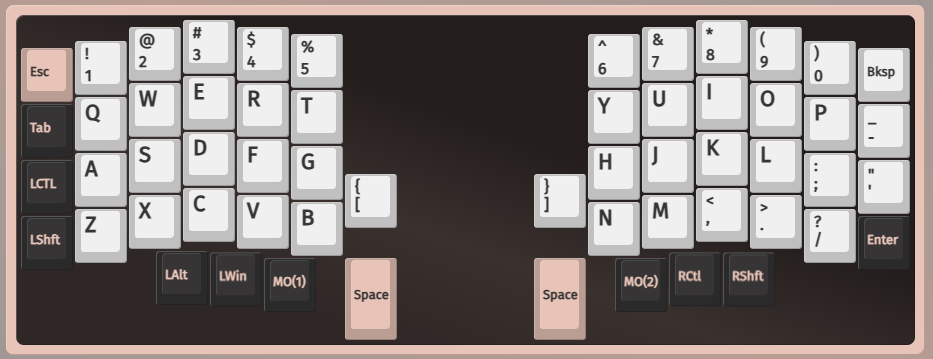 ! @ # $ % ^ & * ( )
Esc 1 2 3 4 5 6 7 8 9 0 Bksp
Tab Q W E R T Y U I O P _
-
LCTL A S D F G H J K L :
; "
'
{
[ }
]
LShft Z X C V B N M <
, >
. ?
/ Enter
LAlt LWin MO(1) Space Space MO(2) RCtl RShft